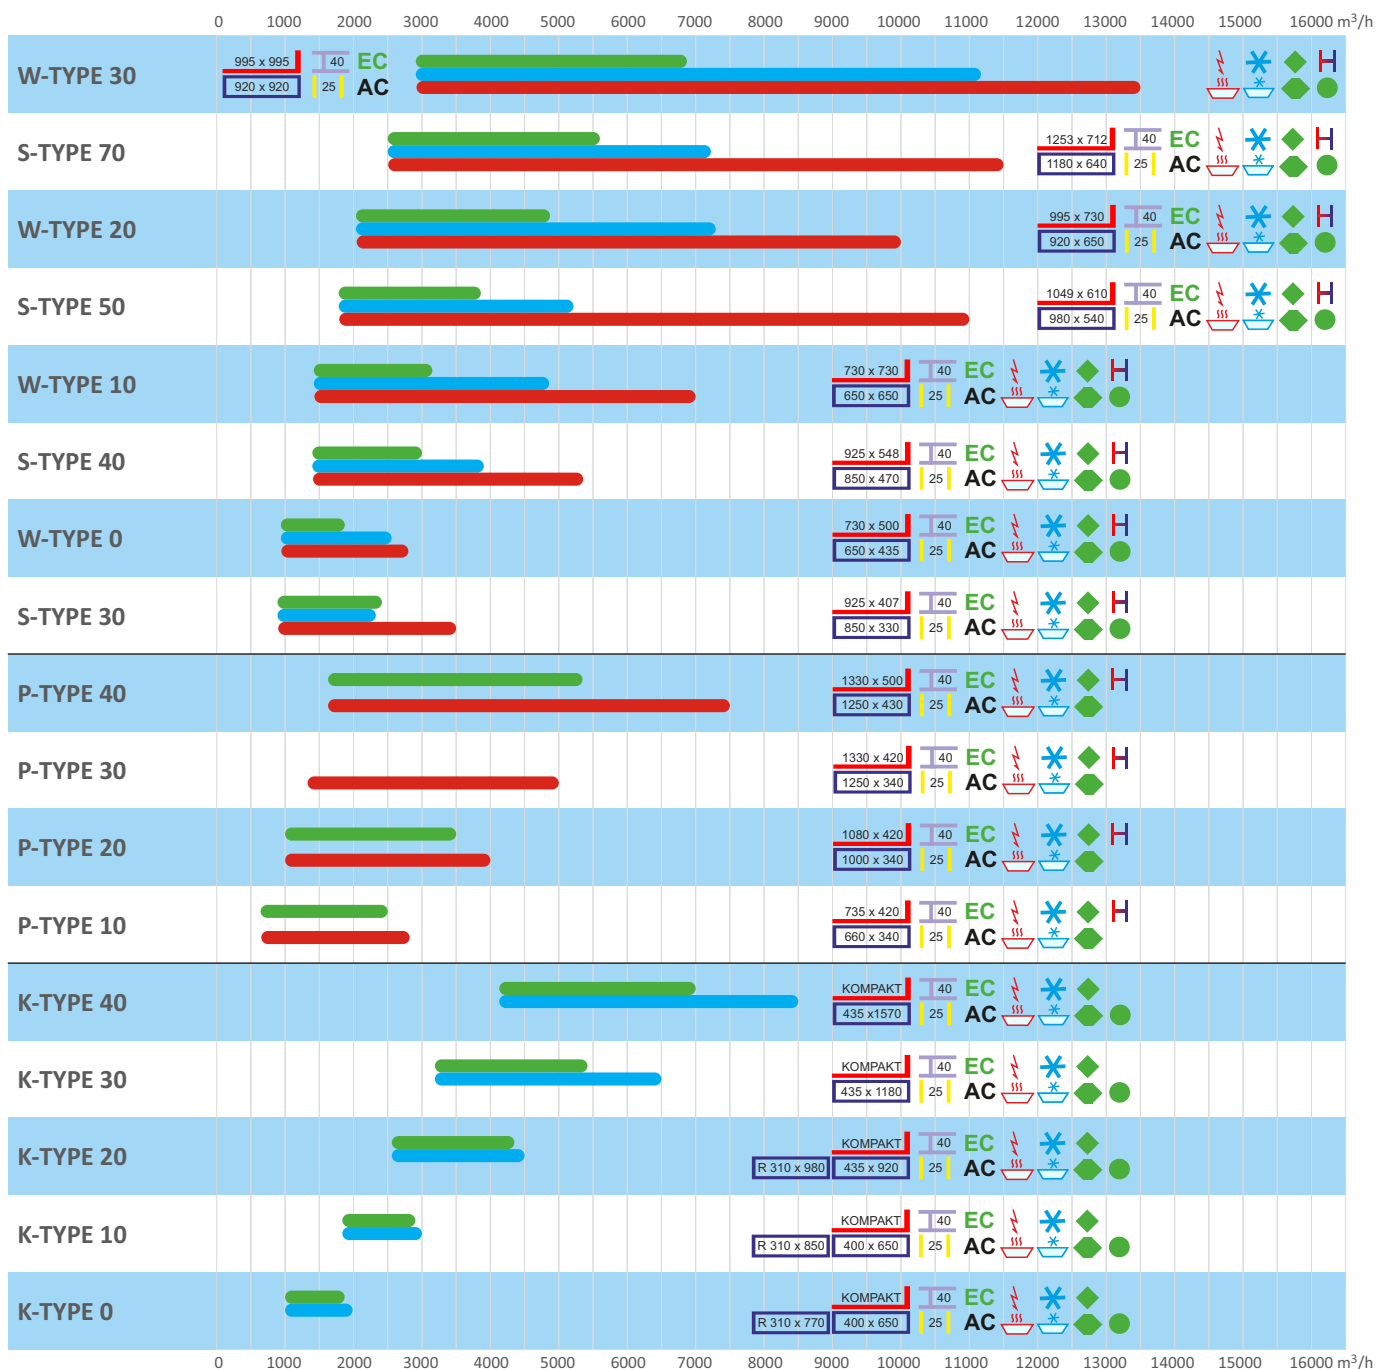 0 1000 2000 3000 4000 5000 6000 7000 8000 9000 10000 11000 12000 13000 14000 15000 16000 m³/h
W-TYPE 30
995 x 995 40 EC
920 x 920 25 AC
S-TYPE 70
1253 x 712 40 EC
1180 x 640 25 AC
W-TYPE 20
995 x 730 40 EC
920 x 650 25 AC
S-TYPE 50
1049 x 610 40 EC
980 x 540 25 AC
W-TYPE 10
730 x 730 40 EC
650 x 650 25 AC
S-TYPE 40
925 x 548 40 EC
850 x 470 25 AC
W-TYPE 0
730 x 500 40 EC
650 x 435 25 AC
S-TYPE 30
925 x 407 40 EC
850 x 330 25 AC
P-TYPE 40
1330 x 500 40 EC
1250 x 430 25 AC
P-TYPE 30
1330 x 420 40 EC
1250 x 340 25 AC
P-TYPE 20
1080 x 420 40 EC
1000 x 340 25 AC
P-TYPE 10
735 x 420 40 EC
660 x 340 25 AC
K-TYPE 40
KOMPAKT 40 EC
435 x1570 25 AC
K-TYPE 30
KOMPAKT 40 EC
435 x 1180 25 AC
K-TYPE 20
KOMPAKT 40 EC
R 310 x 980 435 x 920 25 AC
K-TYPE 10
KOMPAKT 40 EC
R 310 x 850 400 x 650 25 AC
K-TYPE 0
KOMPAKT 40 EC
R 310 x 770 400 x 650 25 AC
0 1000 2000 3000 4000 5000 6000 7000 8000 9000 10000 11000 12000 13000 14000 15000 16000 m³/h